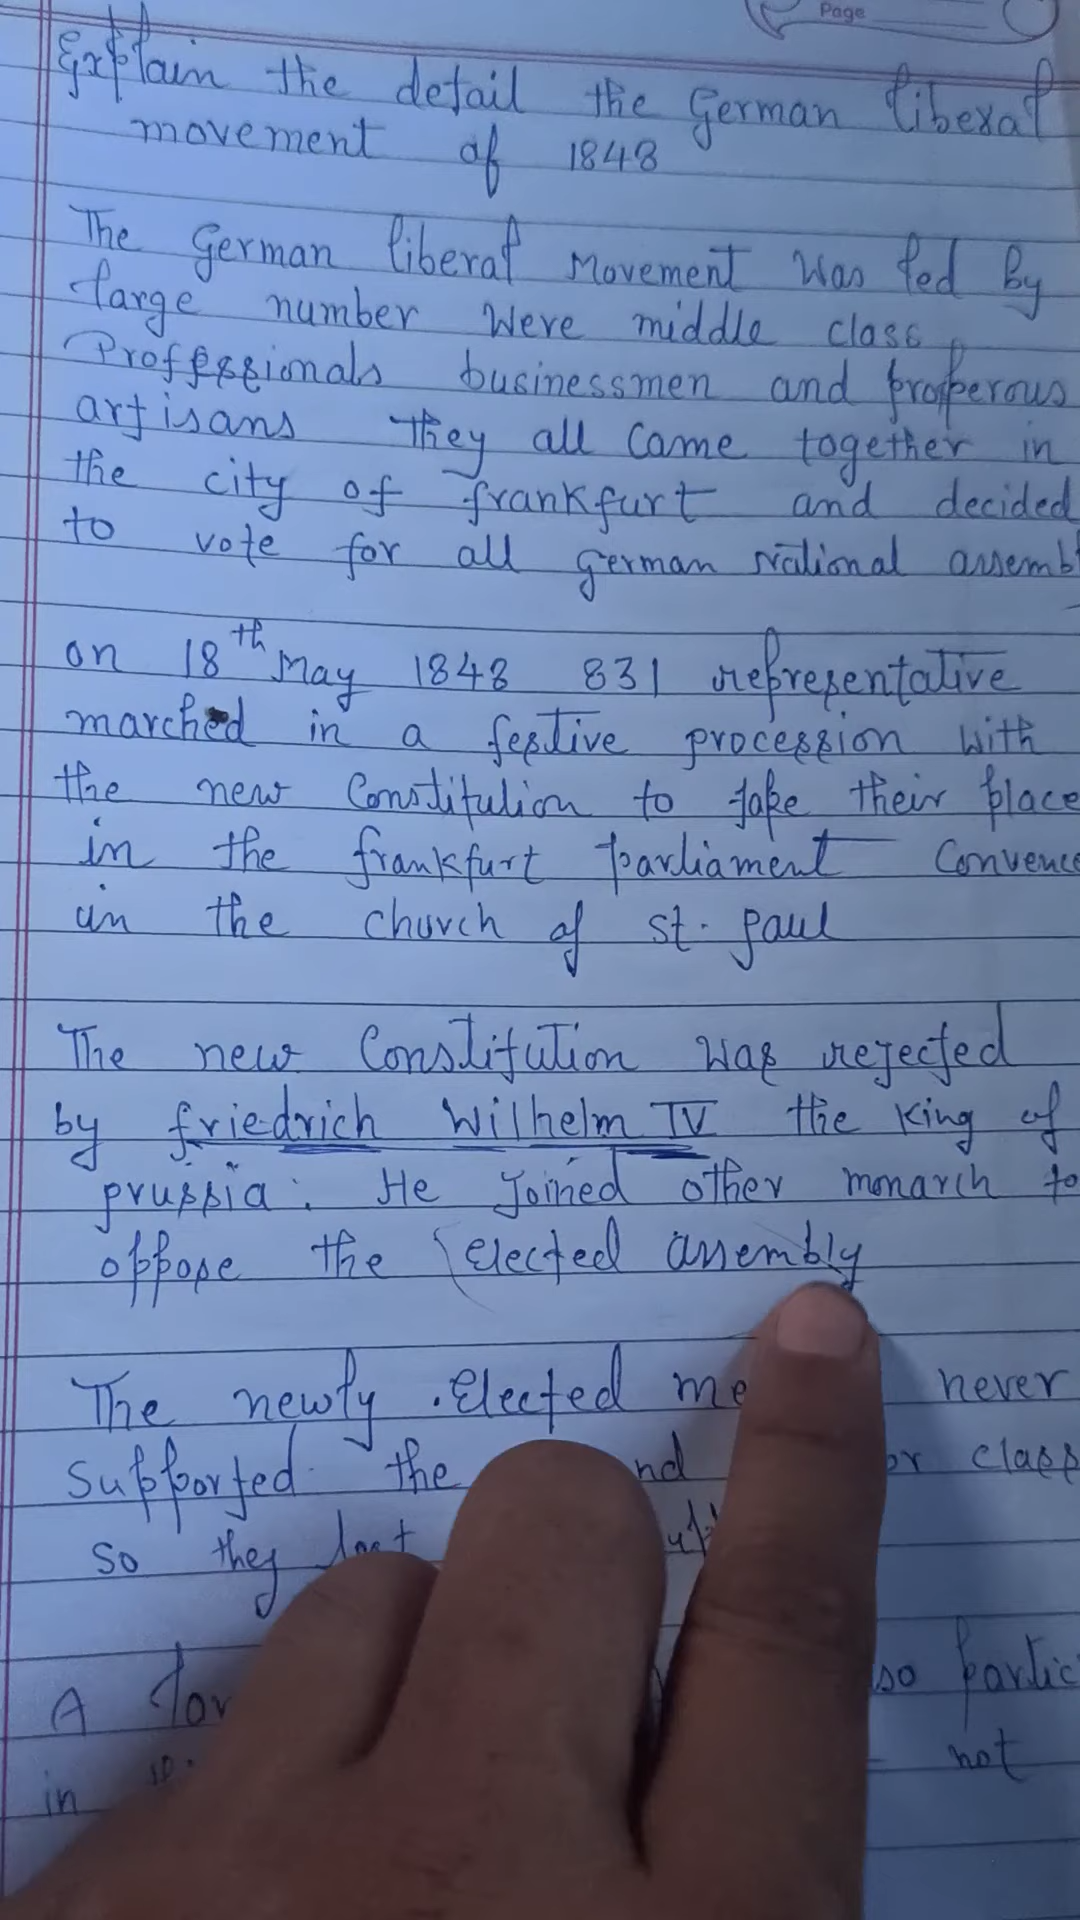 Page
Explain the detail the German liberal
movement of 1848
The German liberal Movement was led by
large number were middle class
Professionals businessmen and prosperous
artisans they all came together in
the city of frankfurt and decided
to vote for all german national assembl
on 18th May 1848 831 representative
marched in a festive procession with
the new Constitution to take their place
in the frankfurt parliament Convence
in the church of st. paul
The new Constitution was rejected
by friedrich wilhelm IV the king of
prussia. He joined other monarch to
oppose the elected assembly
The newly Elected never
supported the class
so they lost
A
in not